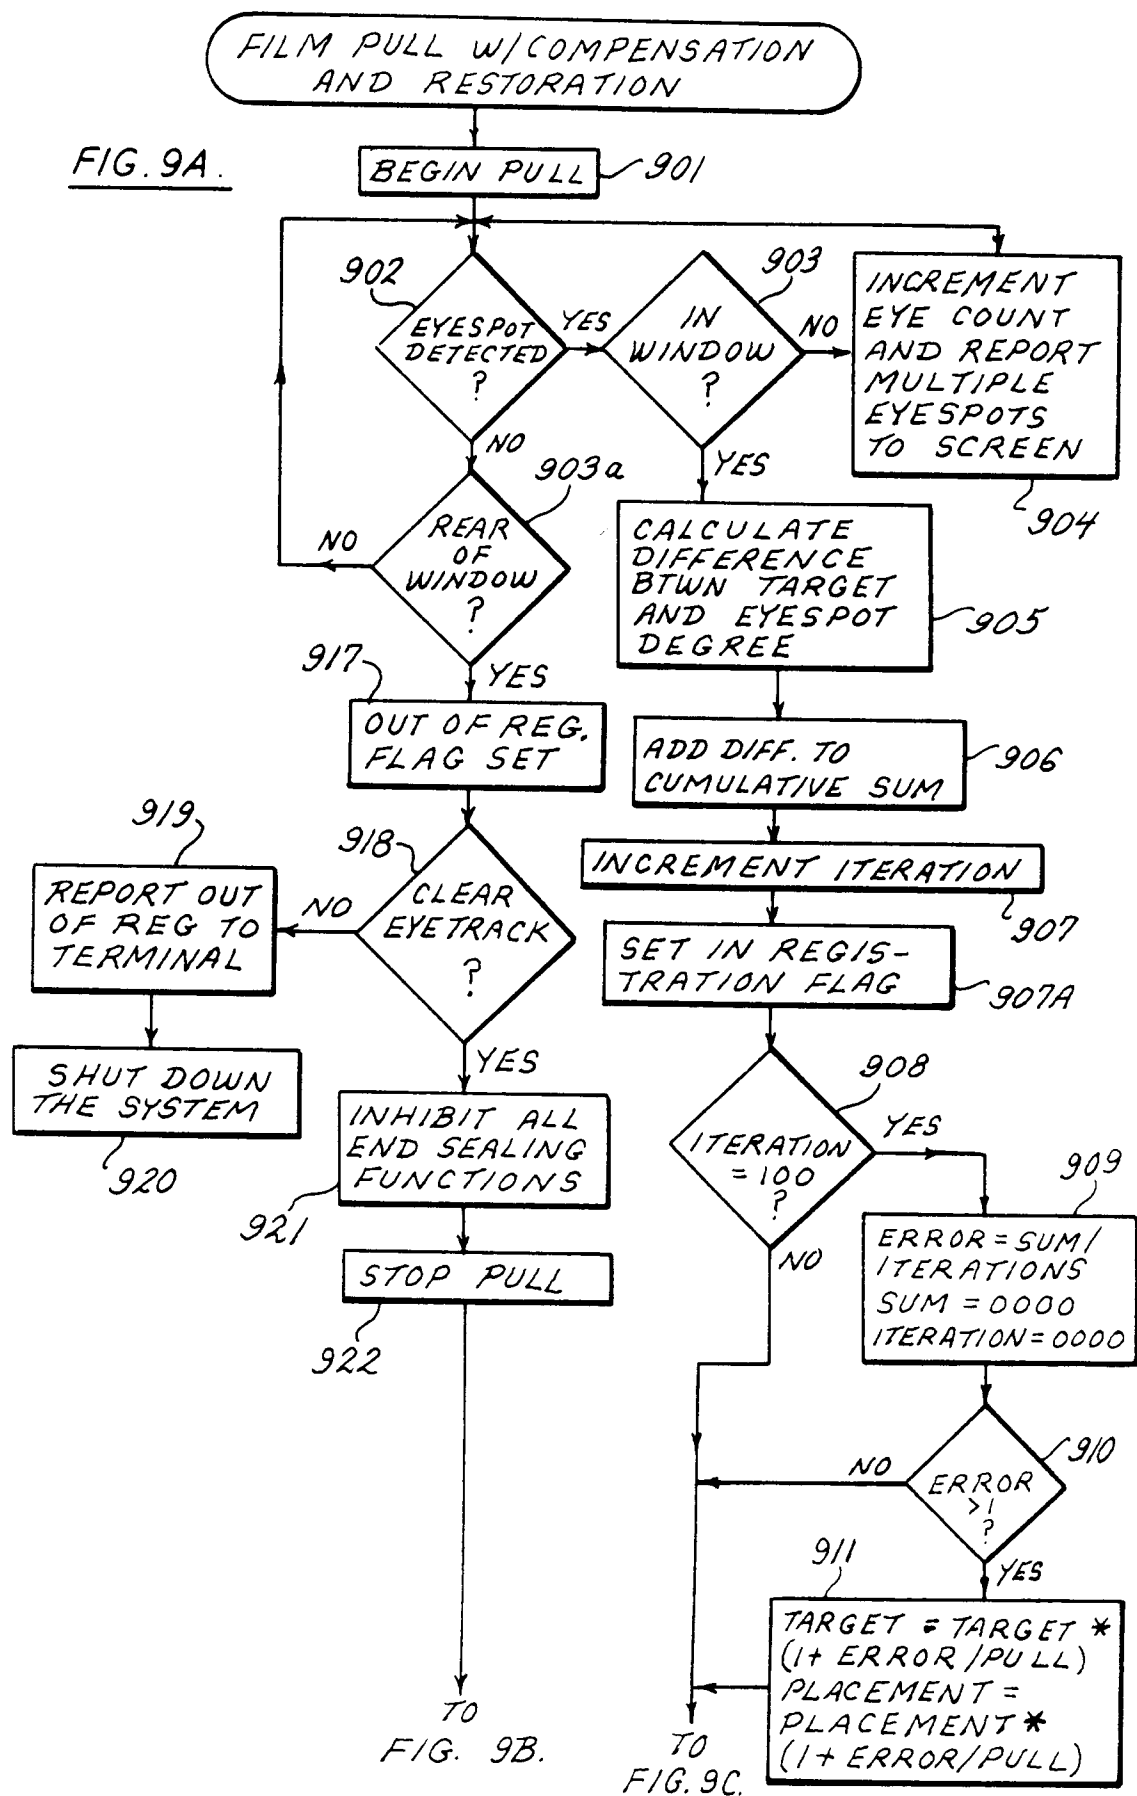 FILM PULL W/COMPENSATION
AND RESTORATION
FIG. 9A.
BEGIN PULL
901
902
EYESPOT
DETECTED
?
YES
903
IN
WINDOW
?
NO
INCREMENT
EYE COUNT
AND REPORT
MULTIPLE
EYESPOTS
TO SCREEN
904
NO
903a
REAR
OF
WINDOW
?
NO
YES
YES
CALCULATE
DIFFERENCE
BTWN TARGET
AND EYESPOT
DEGREE
905
917
OUT OF REG.
FLAG SET
ADD DIFF. TO
CUMULATIVE SUM
906
919
918
CLEAR
EYETRACK
?
NO
REPORT OUT
OF REG TO
TERMINAL
INCREMENT ITERATION
907
SET IN REGIS-
TRATION FLAG
907A
SHUT DOWN
THE SYSTEM
920
YES
INHIBIT ALL
END SEALING
FUNCTIONS
921
STOP PULL
922
908
ITERATION
= 100
?
YES
NO
909
ERROR = SUM/
ITERATIONS
SUM = 0000
ITERATION = 0000
910
ERROR
>1
?
NO
YES
911
TARGET = TARGET *
(1+ ERROR/PULL)
PLACEMENT =
PLACEMENT *
(1+ ERROR/PULL)
TO
FIG. 9B.
TO
FIG. 9C.